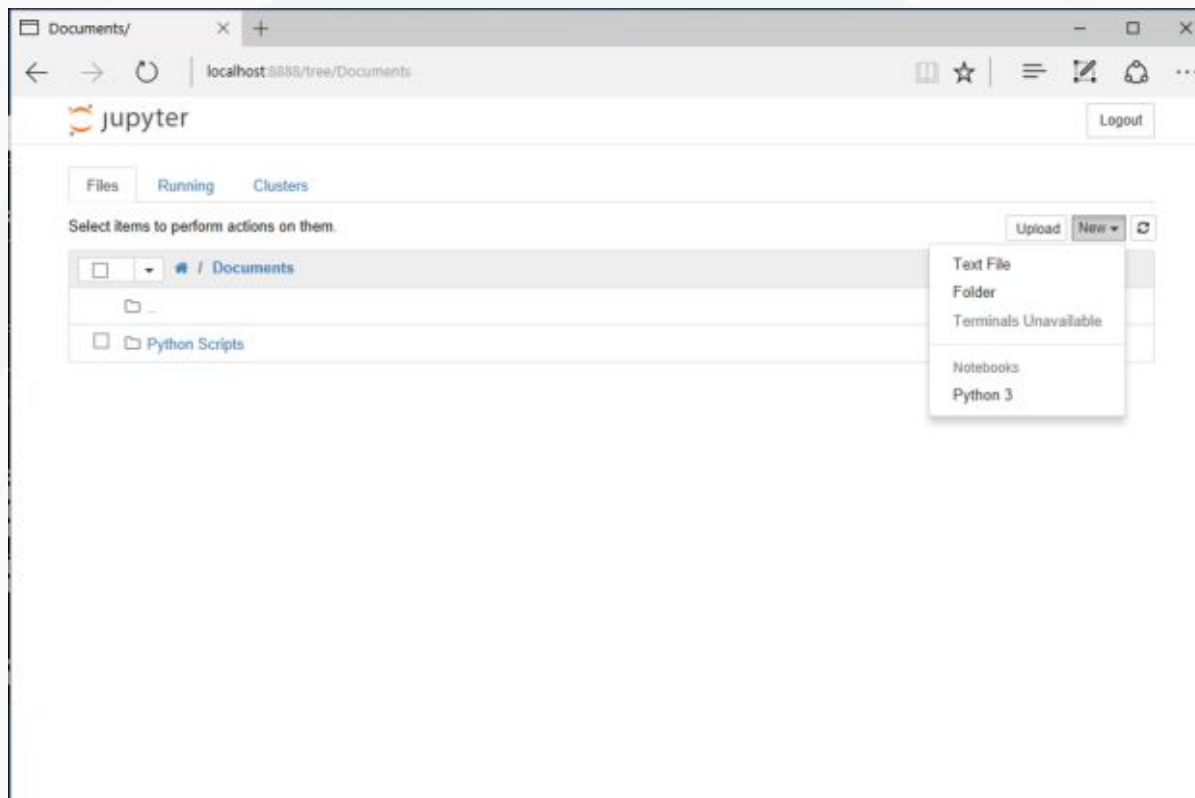 Documents/
localhost:8888/tree/Documents
jupyter
Logout
Files Running Clusters
Select items to perform actions on them.
Upload New
/ Documents
..
Python Scripts
Text File
Folder
Terminals Unavailable
Notebooks
Python 3